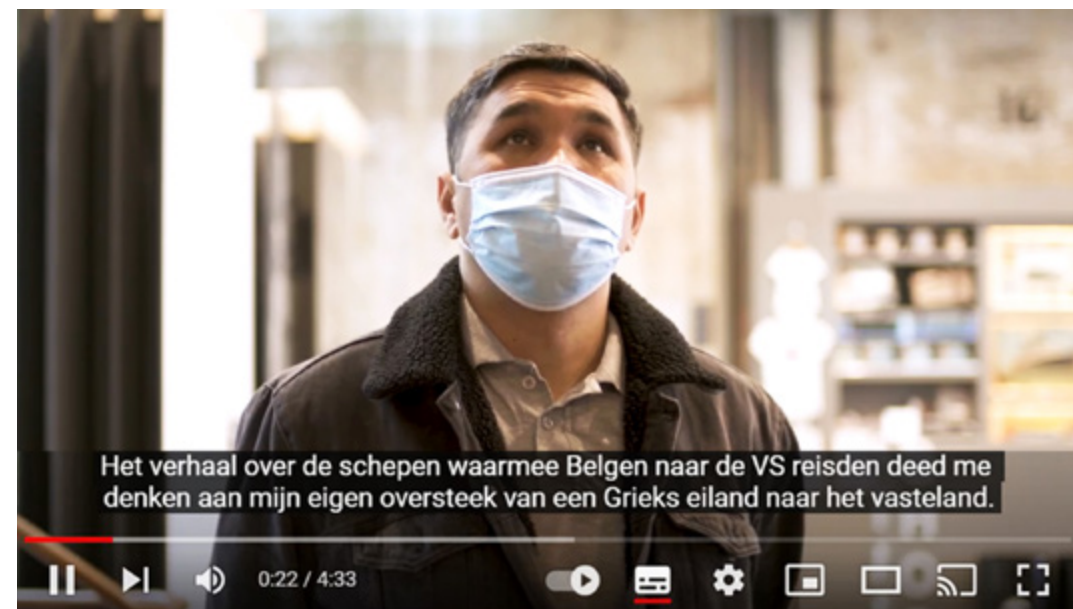 Het verhaal over de schepen waarmee Belgen naar de VS reisden deed me
denken aan mijn eigen oversteek van een Grieks eiland naar het vasteland.
0:22 / 4:33